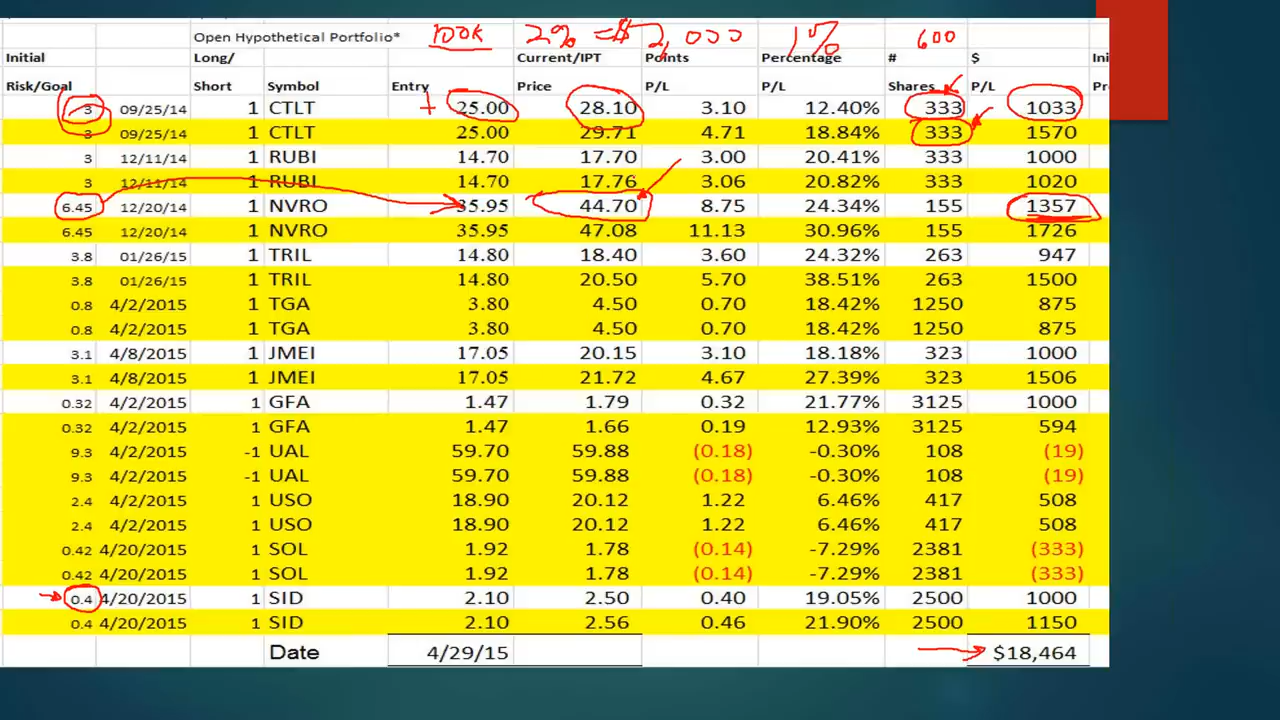 Open Hypothetical Portfolio* 100K 2% = $2,000 1% 600
Initial Long/ Current/IPT Points Percentage # $ Ini
Risk/Goal Short Symbol Entry Price P/L P/L Shares P/L Pr
3 09/25/14 1 CTLT 25.00 28.10 3.10 12.40% 333 1033
3 09/25/14 1 CTLT 25.00 29.71 4.71 18.84% 333 1570
3 12/11/14 1 RUBI 14.70 17.70 3.00 20.41% 333 1000
3 12/11/14 1 RUBI 14.70 17.76 3.06 20.82% 333 1020
6.45 12/20/14 1 NVRO 35.95 44.70 8.75 24.34% 155 1357
6.45 12/20/14 1 NVRO 35.95 47.08 11.13 30.96% 155 1726
3.8 01/26/15 1 TRIL 14.80 18.40 3.60 24.32% 263 947
3.8 01/26/15 1 TRIL 14.80 20.50 5.70 38.51% 263 1500
0.8 4/2/2015 1 TGA 3.80 4.50 0.70 18.42% 1250 875
0.8 4/2/2015 1 TGA 3.80 4.50 0.70 18.42% 1250 875
3.1 4/8/2015 1 JMEI 17.05 20.15 3.10 18.18% 323 1000
3.1 4/8/2015 1 JMEI 17.05 21.72 4.67 27.39% 323 1506
0.32 4/2/2015 1 GFA 1.47 1.79 0.32 21.77% 3125 1000
0.32 4/2/2015 1 GFA 1.47 1.66 0.19 12.93% 3125 594
9.3 4/2/2015 -1 UAL 59.70 59.88 (0.18) -0.30% 108 (19)
9.3 4/2/2015 -1 UAL 59.70 59.88 (0.18) -0.30% 108 (19)
2.4 4/2/2015 1 USO 18.90 20.12 1.22 6.46% 417 508
2.4 4/2/2015 1 USO 18.90 20.12 1.22 6.46% 417 508
0.42 4/20/2015 1 SOL 1.92 1.78 (0.14) -7.29% 2381 (333)
0.42 4/20/2015 1 SOL 1.92 1.78 (0.14) -7.29% 2381 (333)
0.4 4/20/2015 1 SID 2.10 2.50 0.40 19.05% 2500 1000
0.4 4/20/2015 1 SID 2.10 2.56 0.46 21.90% 2500 1150
Date 4/29/15 $18,464